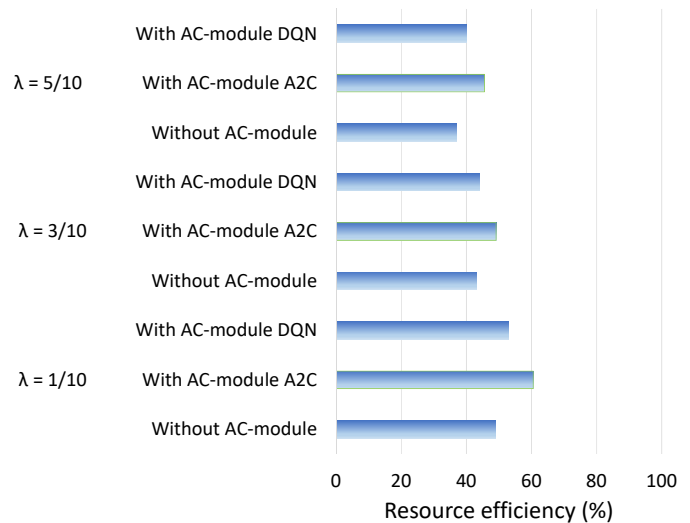 With AC-module DQN
λ = 5/10 With AC-module A2C
Without AC-module
With AC-module DQN
λ = 3/10 With AC-module A2C
Without AC-module
With AC-module DQN
λ = 1/10 With AC-module A2C
Without AC-module
0 20 40 60 80 100
Resource efficiency (%)